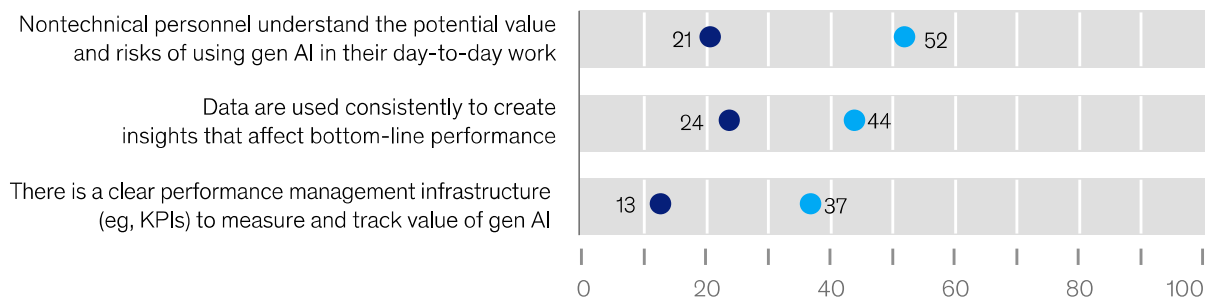 Nontechnical personnel understand the potential value
and risks of using gen AI in their day-to-day work
21
52
Data are used consistently to create
insights that affect bottom-line performance
24
44
There is a clear performance management infrastructure
(eg, KPIs) to measure and track value of gen AI
13
37
0 20 40 60 80 100